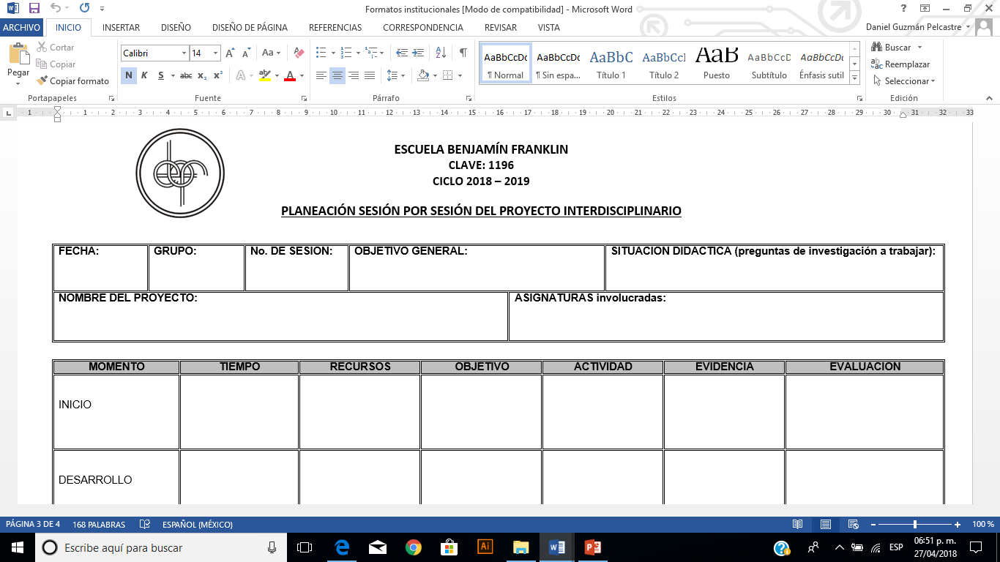 Formatos institucionales [Modo de compatibilidad] - Microsoft Word
ARCHIVO INICIO INSERTAR DISEÑO DISEÑO DE PÁGINA REFERENCIAS CORRESPONDENCIA REVISAR VISTA Daniel Guzmán Pelcastre
Pegar
Cortar
Copiar
Copiar formato
Portapapeles
Calibri 14
N K S abc x₂ x²
Fuente
Párrafo
AaBbCcDc AaBbCcDc AaBbC AaBbCcI AaB AaBbCcD AaBbCcDc
¶ Normal ¶ Sin espa... Título 1 Título 2 Puesto Subtítulo Énfasis sutil
Estilos
Buscar
Reemplazar
Seleccionar
Edición
1 1 2 3 4 5 6 7 8 9 10 11 12 13 14 15 16 17 18 19 20 21 22 23 24 25 26 27 28 29 30 31 32 33
ESCUELA BENJAMÍN FRANKLIN
CLAVE: 1196
CICLO 2018 – 2019
PLANEACIÓN SESIÓN POR SESIÓN DEL PROYECTO INTERDISCIPLINARIO
FECHA: GRUPO: No. DE SESION: OBJETIVO GENERAL: SITUACION DIDACTICA (preguntas de investigación a trabajar):
NOMBRE DEL PROYECTO: ASIGNATURAS involucradas:
MOMENTO TIEMPO RECURSOS OBJETIVO ACTIVIDAD EVIDENCIA EVALUACION
INICIO
DESARROLLO
PÁGINA 3 DE 4 168 PALABRAS ESPAÑOL (MÉXICO) 100 %
Escribe aquí para buscar
Ai
ESP
06:51 p. m.
27/04/2018